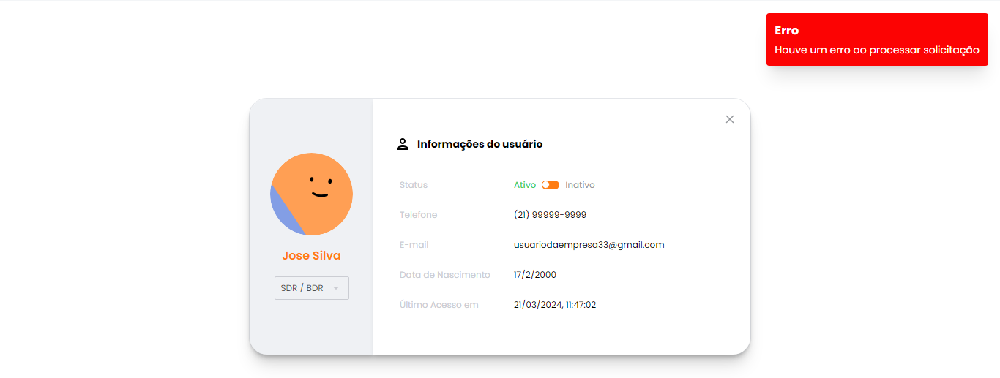 Erro
Houve um erro ao processar solicitação
Jose Silva
SDR / BDR
Informações do usuário
Status Ativo Inativo
Telefone (21) 99999-9999
E-mail usuariodaempresa33@gmail.com
Data de Nascimento 17/2/2000
Último Acesso em 21/03/2024, 11:47:02